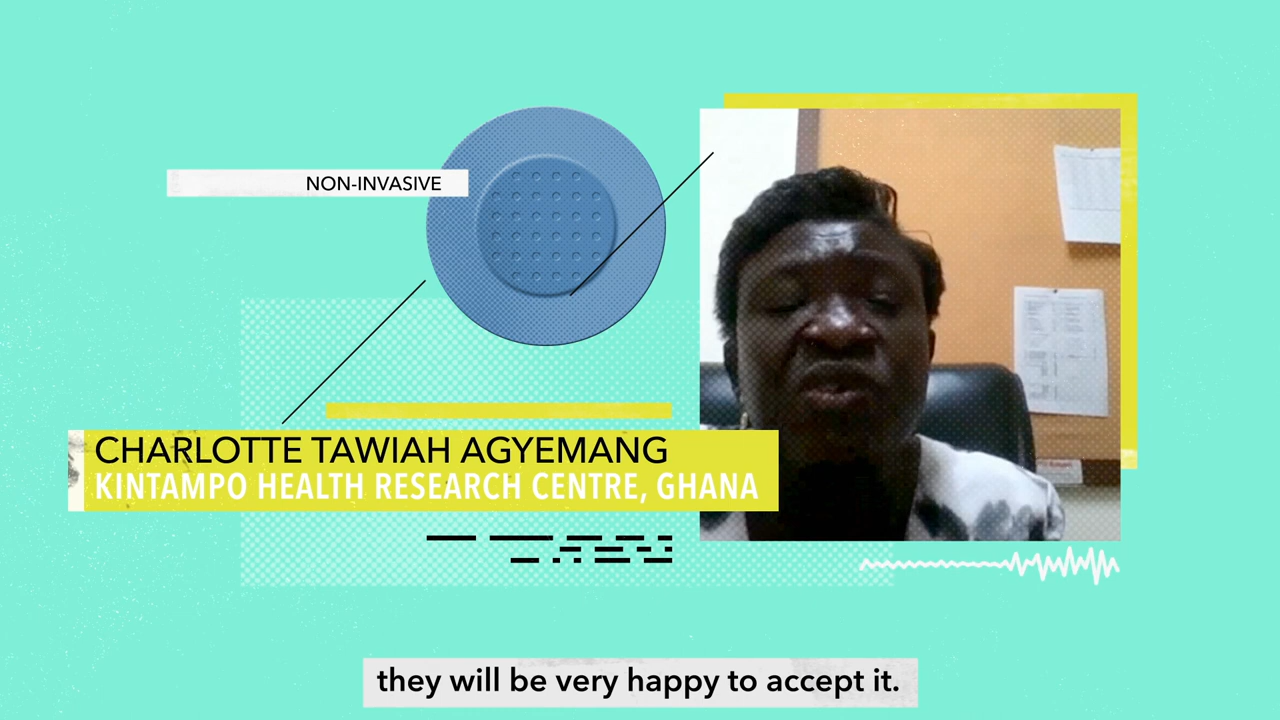 NON-INVASIVE
CHARLOTTE TAWIAH AGYEMANG
KINTAMPO HEALTH RESEARCH CENTRE, GHANA
they will be very happy to accept it.